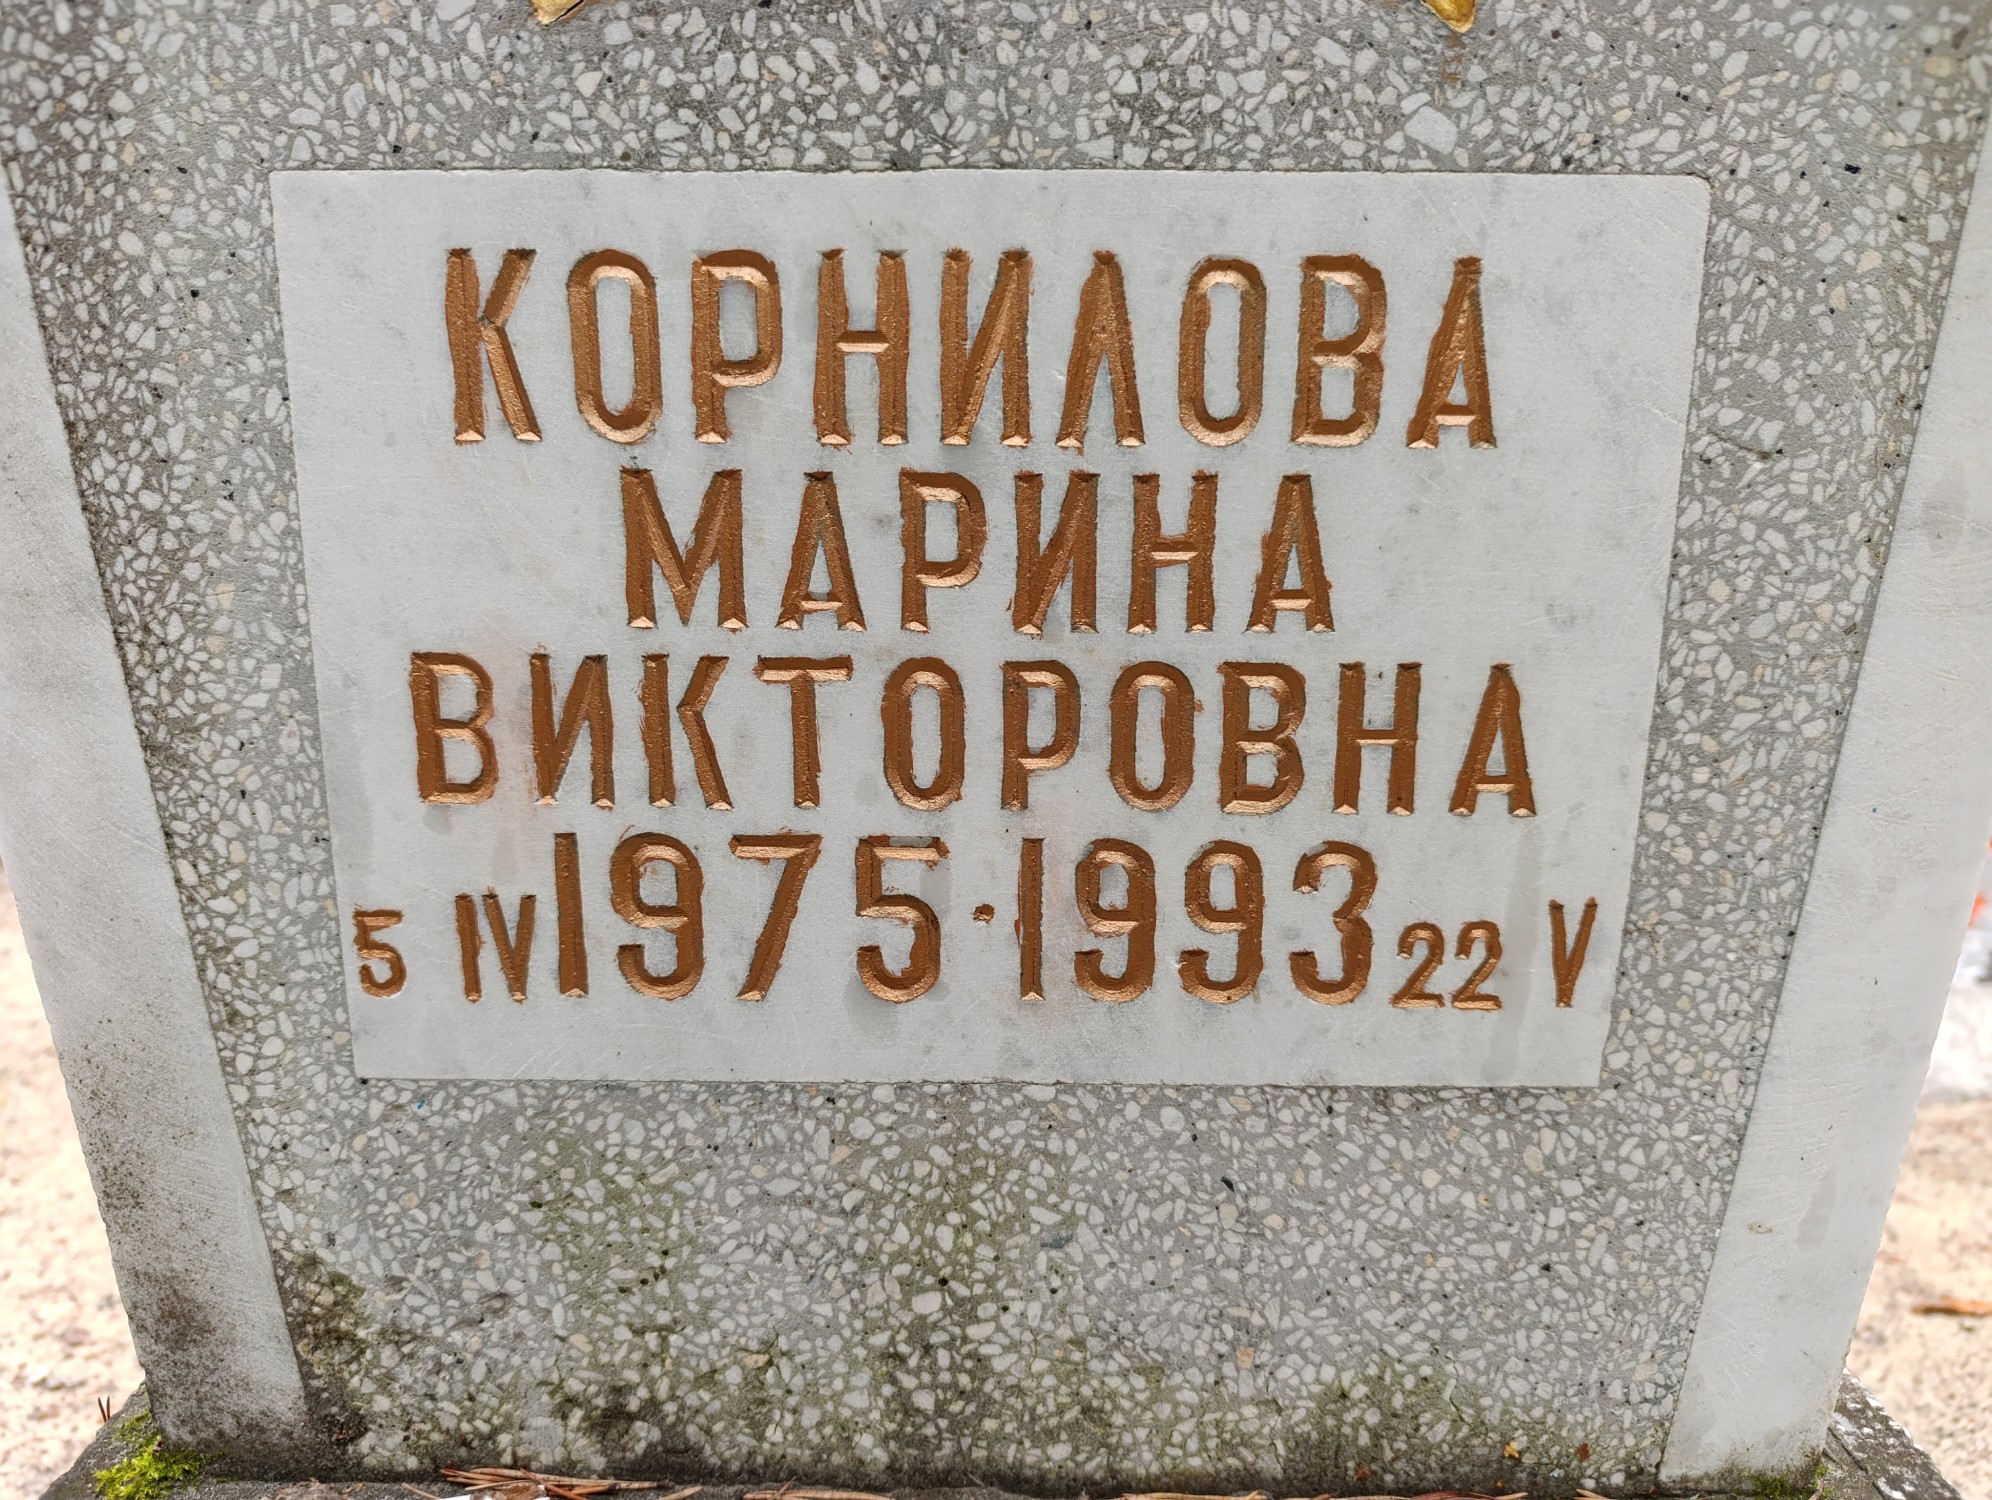 КОРНИЛОВА
МАРИНА
ВИКТОРОВНА
5 IV 1975·1993 22 V